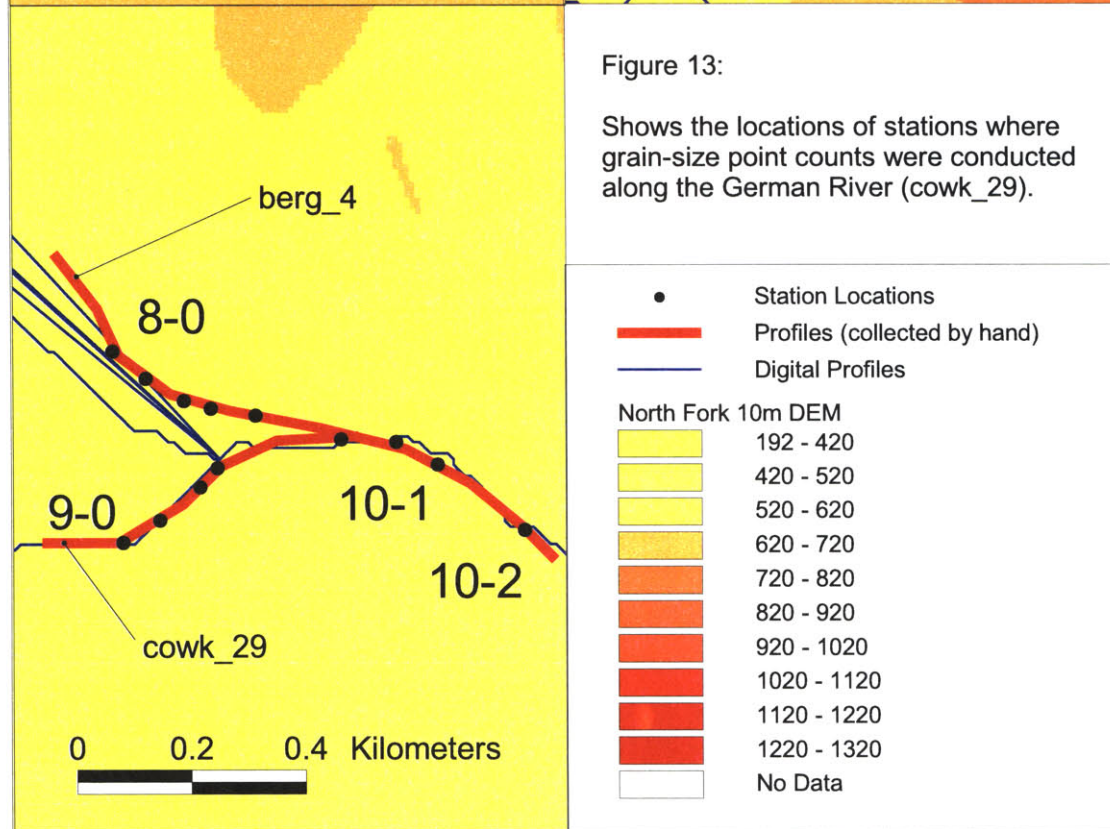 berg_4
8-0
9-0
10-1
10-2
cowk_29
0 0.2 0.4 Kilometers
Figure 13:
Shows the locations of stations where
grain-size point counts were conducted
along the German River (cowk_29).
Station Locations
Profiles (collected by hand)
Digital Profiles
North Fork 10m DEM
192 - 420
420 - 520
520 - 620
620 - 720
720 - 820
820 - 920
920 - 1020
1020 - 1120
1120 - 1220
1220 - 1320
No Data